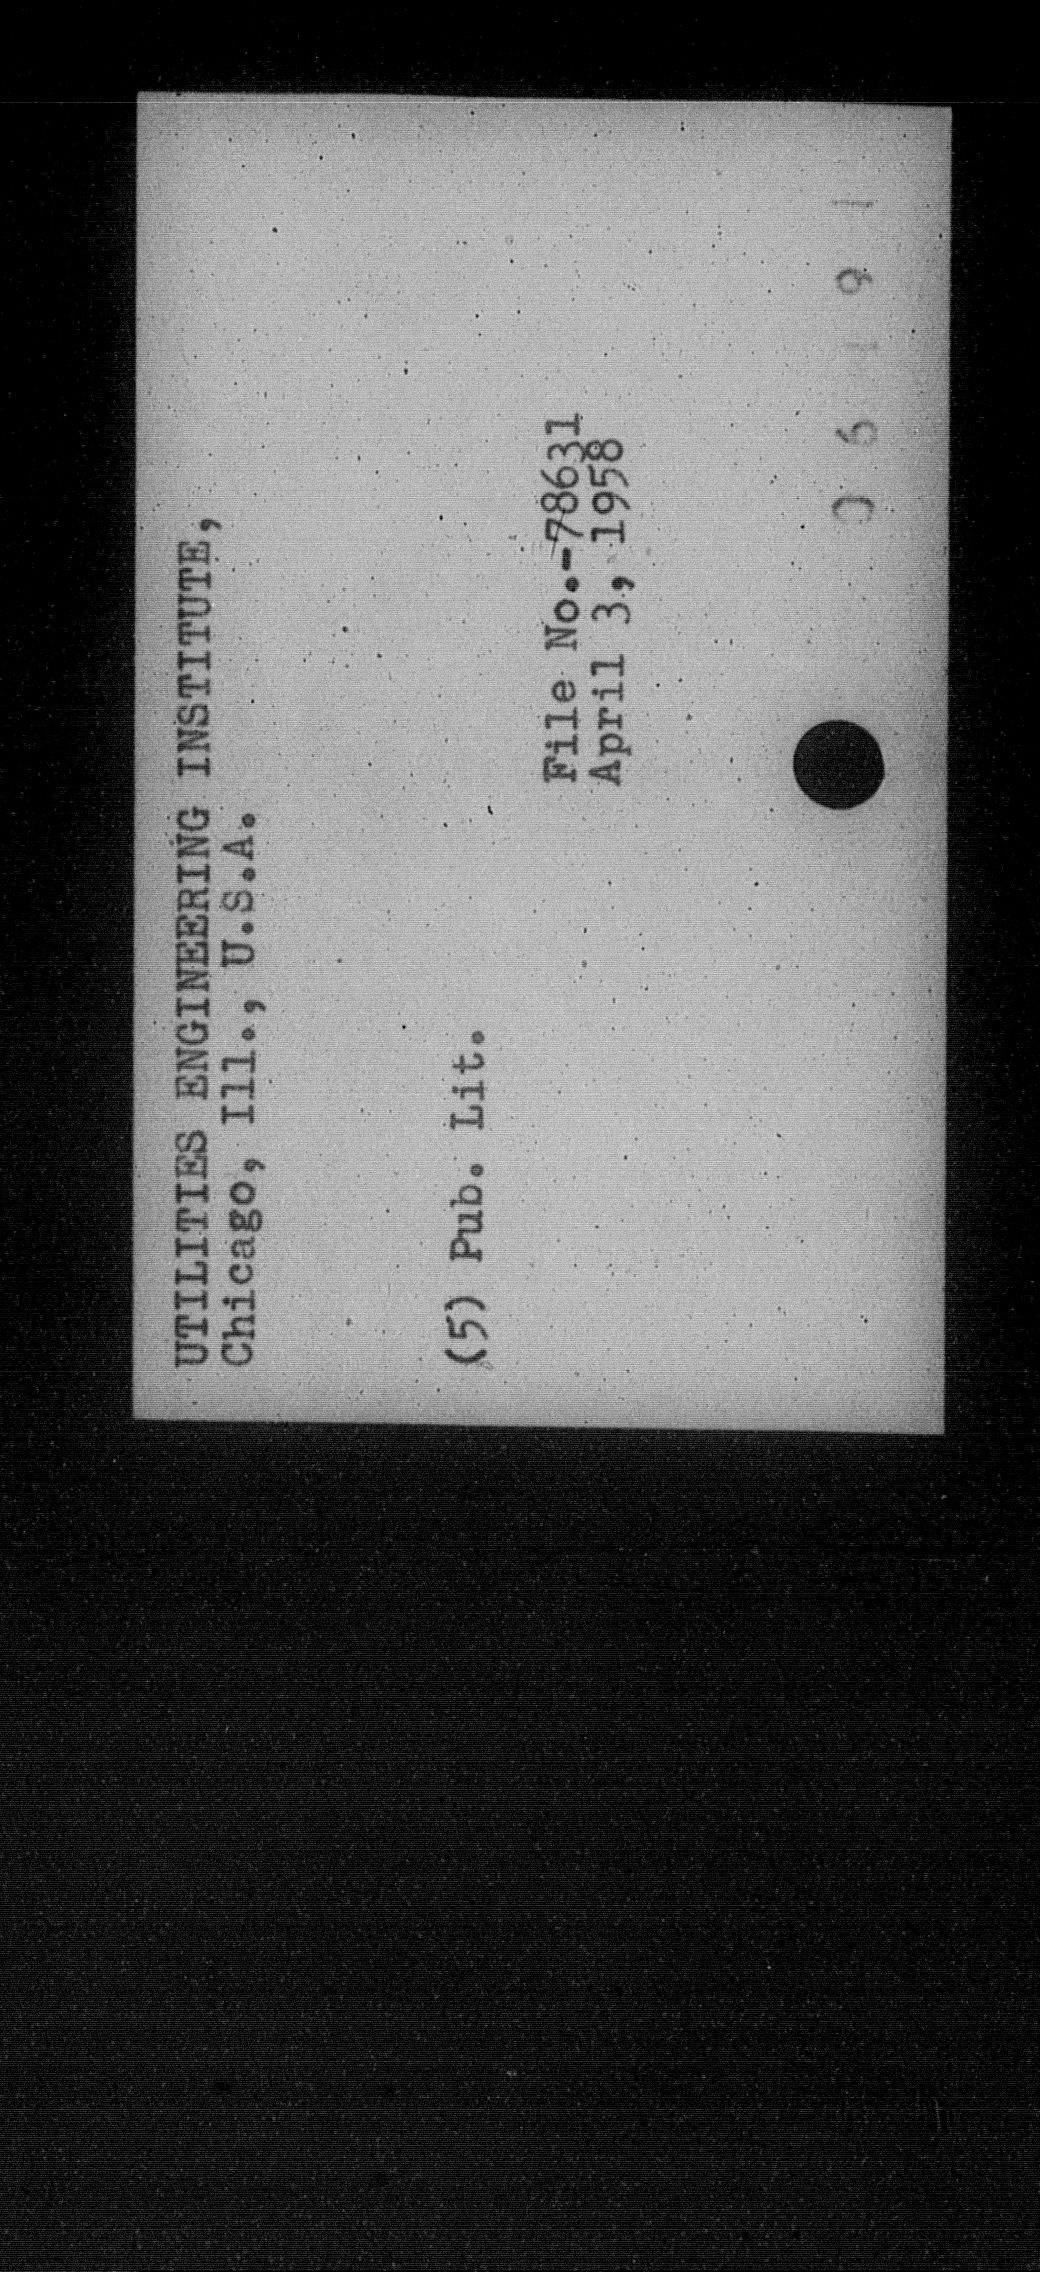 UTILITIES ENGINEERING INSTITUTE,
Chicago, Ill., U.S.A.
(5) Pub. Lit.
File No.-78631
April 3, 1958